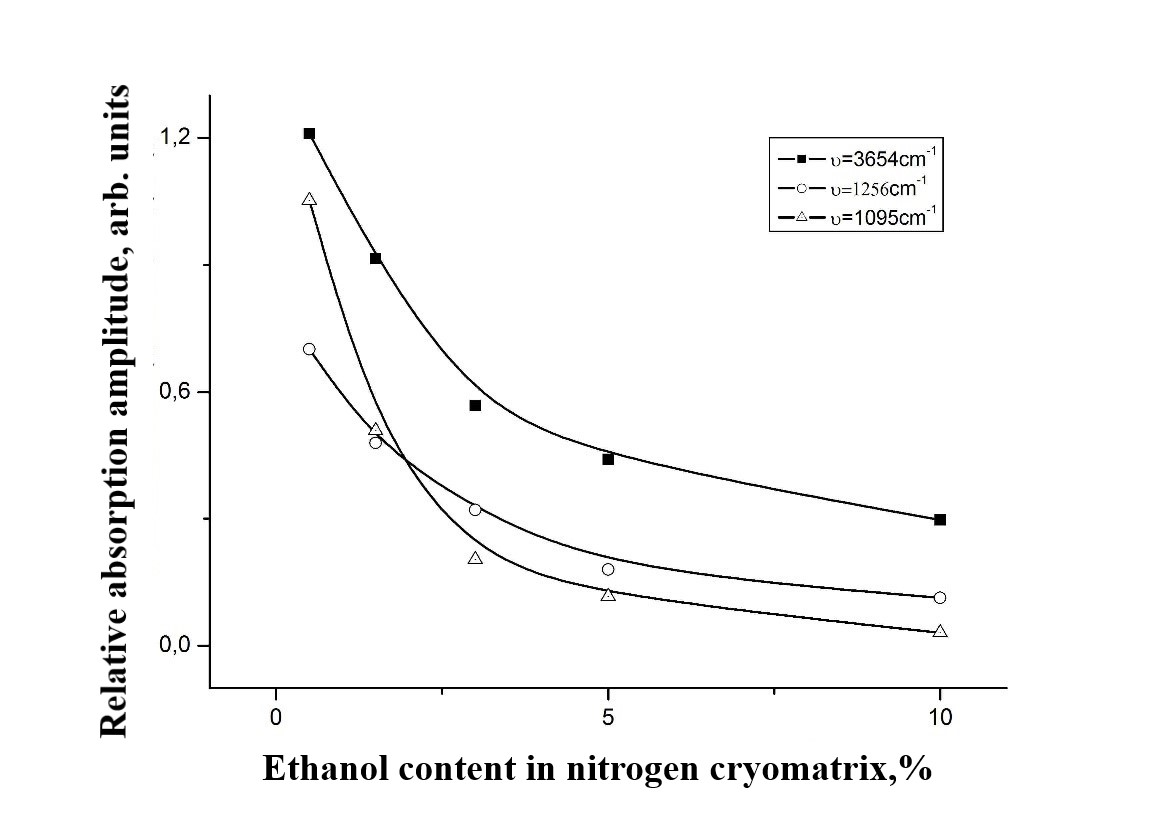 Relative absorption amplitude, arb. units
1,2
0,6
0,0
υ=3654cm⁻¹
υ=1256cm⁻¹
υ=1095cm⁻¹
0 5 10
Ethanol content in nitrogen cryomatrix,%